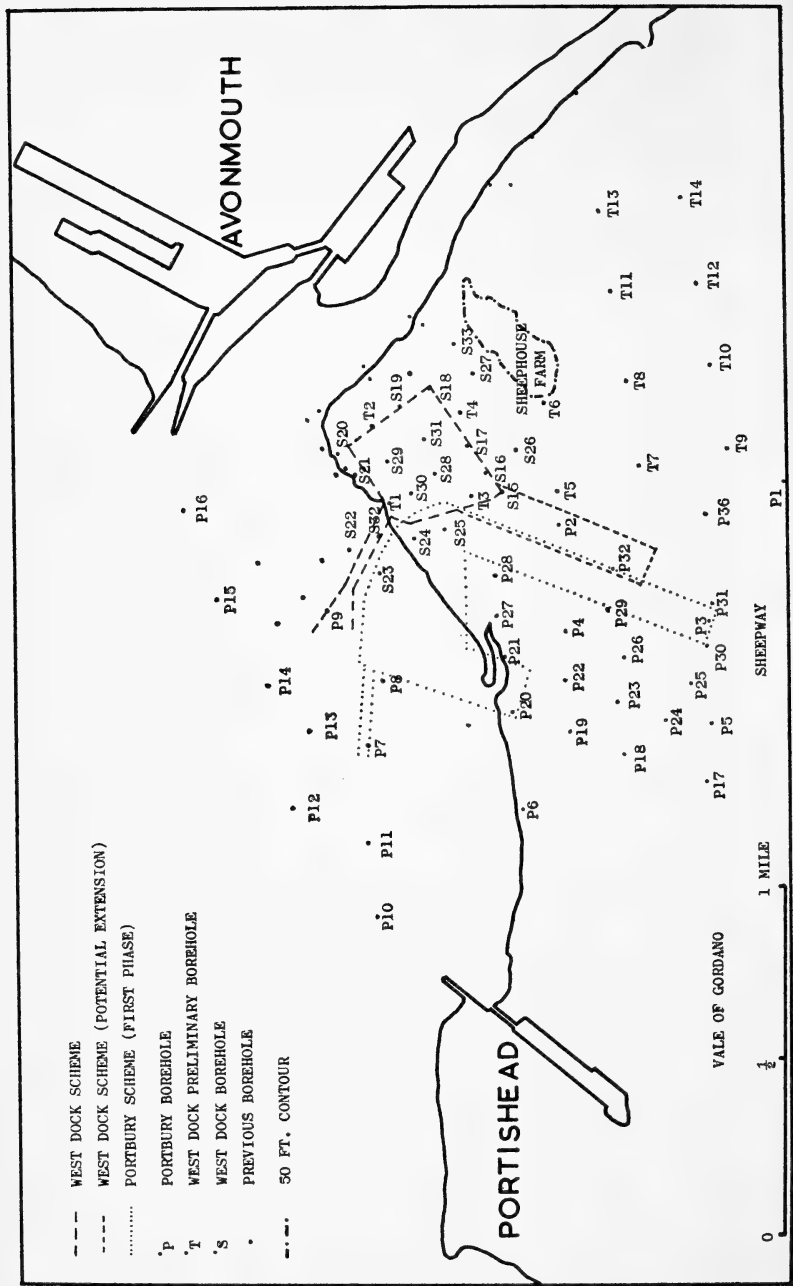 --- WEST DOCK SCHEME
---- WEST DOCK SCHEME (POTENTIAL EXTENSION)
........... PORTBURY SCHEME (FIRST PHASE)
P PORTBURY BOREHOLE
T WEST DOCK PRELIMINARY BOREHOLE
S WEST DOCK BOREHOLE
• PREVIOUS BOREHOLE
—·—· 50 FT. CONTOUR
AVONMOUTH
P16
P15
P14
P13
P12
P11
P10
P9
P8
P7
S20
T2
S19
S21
S29
S18
S33
S22
S32
T1
S30
S28
S31
T4
S27
S23
S24
S25
T3
S16
S17
S15
S26
SHEEPHOUSE
FARM
T6
T13
T14
T11
T12
T8
T10
T7
T9
T5
P2
P36
P1
P28
P27
P21
P20
P6
P32
P29
P4
P26
P22
P23
P19
P18
P31
P3
P30
P25
P24
P5
P17
SHEEPWAY
PORTISHEAD
VALE OF GORDANO
0
½
1 MILE